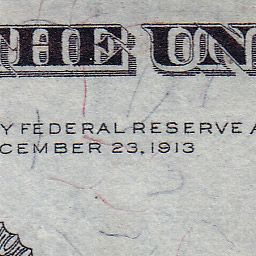 THE UN
Y FEDERAL RESERVE A
CEMBER 23, 1913